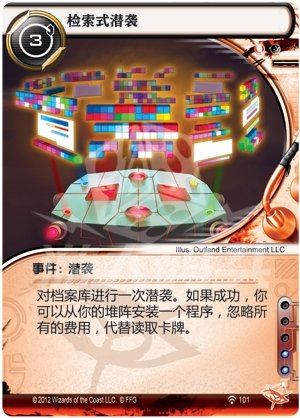 检索式潜袭
3
Illus. Outland Entertainment LLC
事件: 潜袭
对档案库进行一次潜袭。如果成功，你
可以从你的堆阵安装一个程序，忽略所
有的费用，代替读取卡牌。
© 2012 Wizards of the Coast LLC. © FFG
101